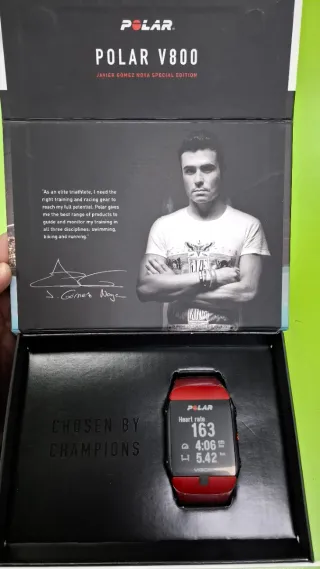 POLAR
POLAR V800
JAVIER GOMEZ NOYA SPECIAL EDITION
"As an elite triathlete, I need the
right training and racing gear to
reach my full potential. Polar gives
me the best range of products to
guide and monitor my training in
all three disciplines: swimming,
biking and running."
J. Gomez Noya
CHOSEN BY
CHAMPIONS
POLAR
Heart rate
163
4:06
5.42